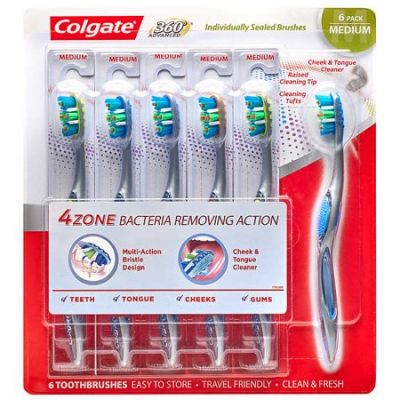 Colgate 360° ADVANCED
Individually Sealed Brushes
6 PACK
MEDIUM
MEDIUM MEDIUM MEDIUM MEDIUM MEDIUM
Cheek & Tongue
Cleaner
Raised
Cleaning Tip
Cleaning
Tufts
4 ZONE BACTERIA REMOVING ACTION
Multi-Action
Bristle
Design
Cheek &
Tongue
Cleaner
TEETH TONGUE CHEEKS GUMS
6 TOOTHBRUSHES EASY TO STORE • TRAVEL FRIENDLY • CLEAN & FRESH